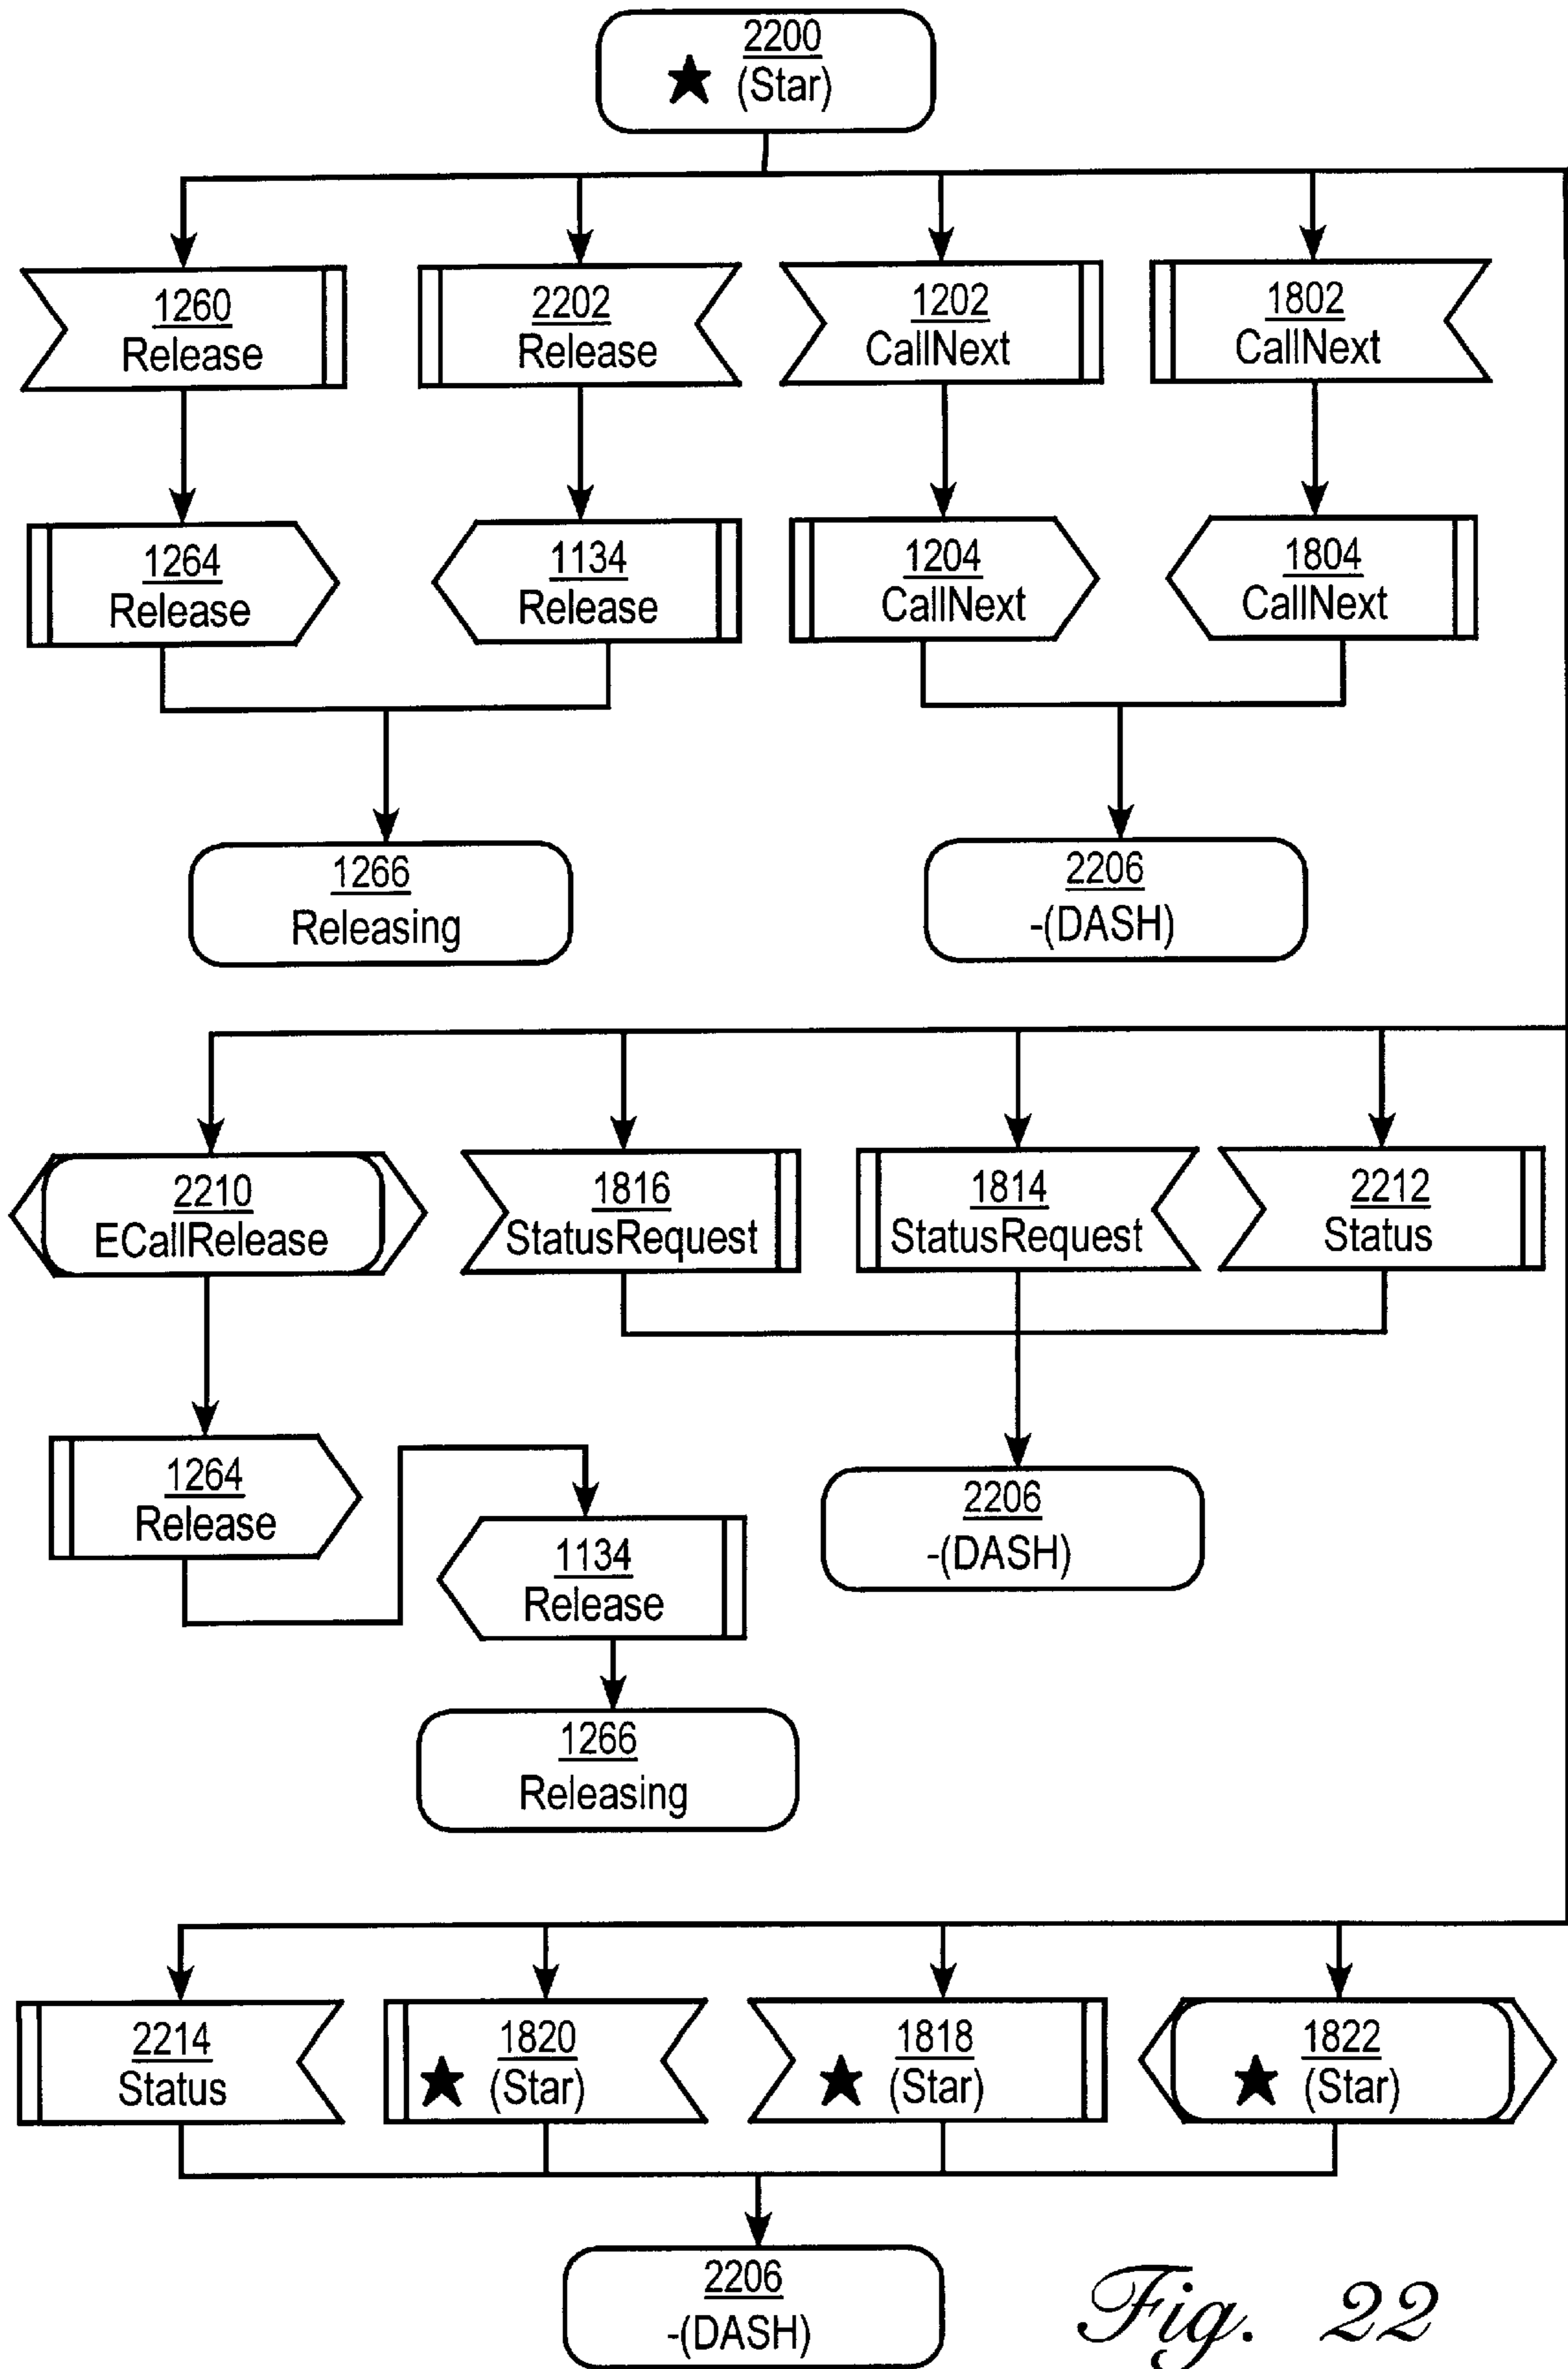 2200
★ (Star)
1260
Release
2202
Release
1202
CallNext
1802
CallNext
1264
Release
1134
Release
1204
CallNext
1804
CallNext
1266
Releasing
2206
-(DASH)
2210
ECallRelease
1816
StatusRequest
1814
StatusRequest
2212
Status
1264
Release
1134
Release
2206
-(DASH)
1266
Releasing
2214
Status
1820
★ (Star)
1818
★ (Star)
1822
★ (Star)
2206
-(DASH)
Fig. 22